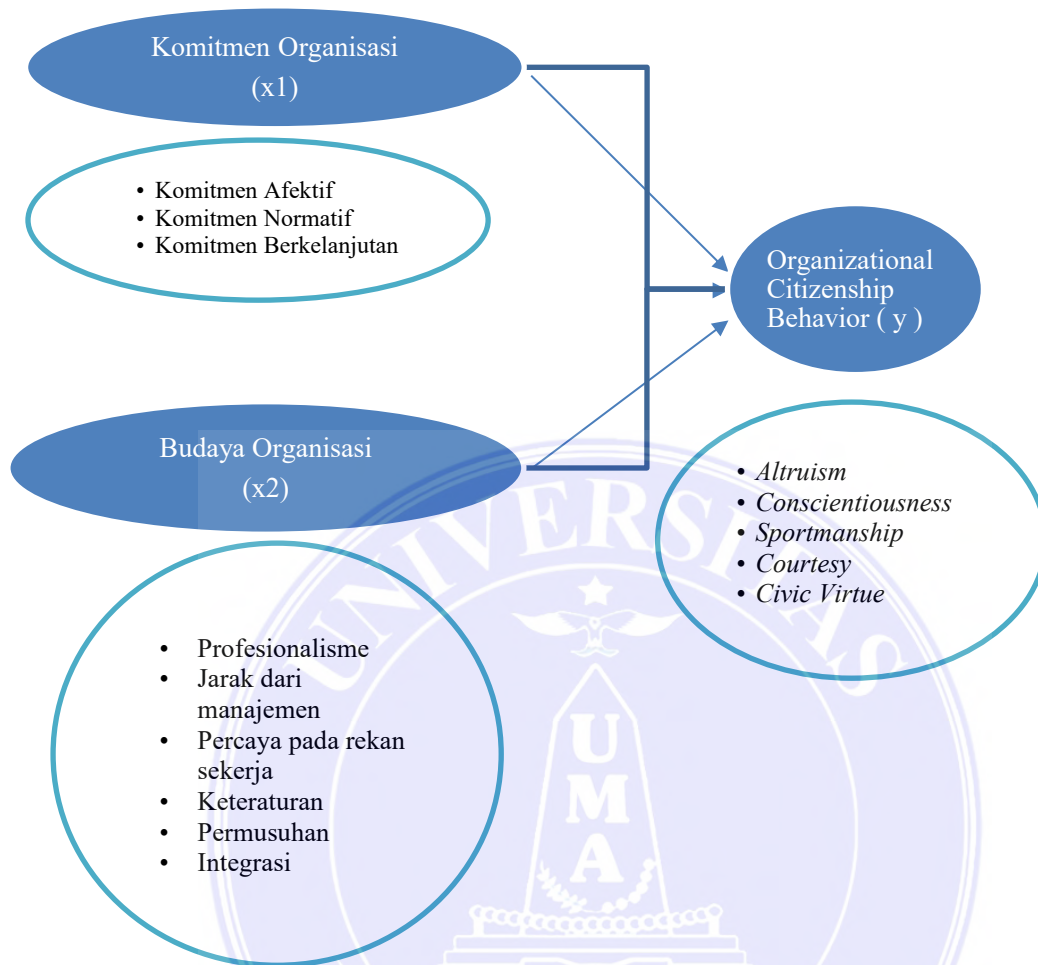 Komitmen Organisasi
(x1)
• Komitmen Afektif
• Komitmen Normatif
• Komitmen Berkelanjutan
Organizational
Citizenship
Behavior ( y )
Budaya Organisasi
(x2)
• Altruism
• Conscientiousness
• Sportmanship
• Courtesy
• Civic Virtue
• Profesionalisme
• Jarak dari
manajemen
• Percaya pada rekan
sekerja
• Keteraturan
• Permusuhan
• Integrasi
UNIVERSITAS
U
M
A